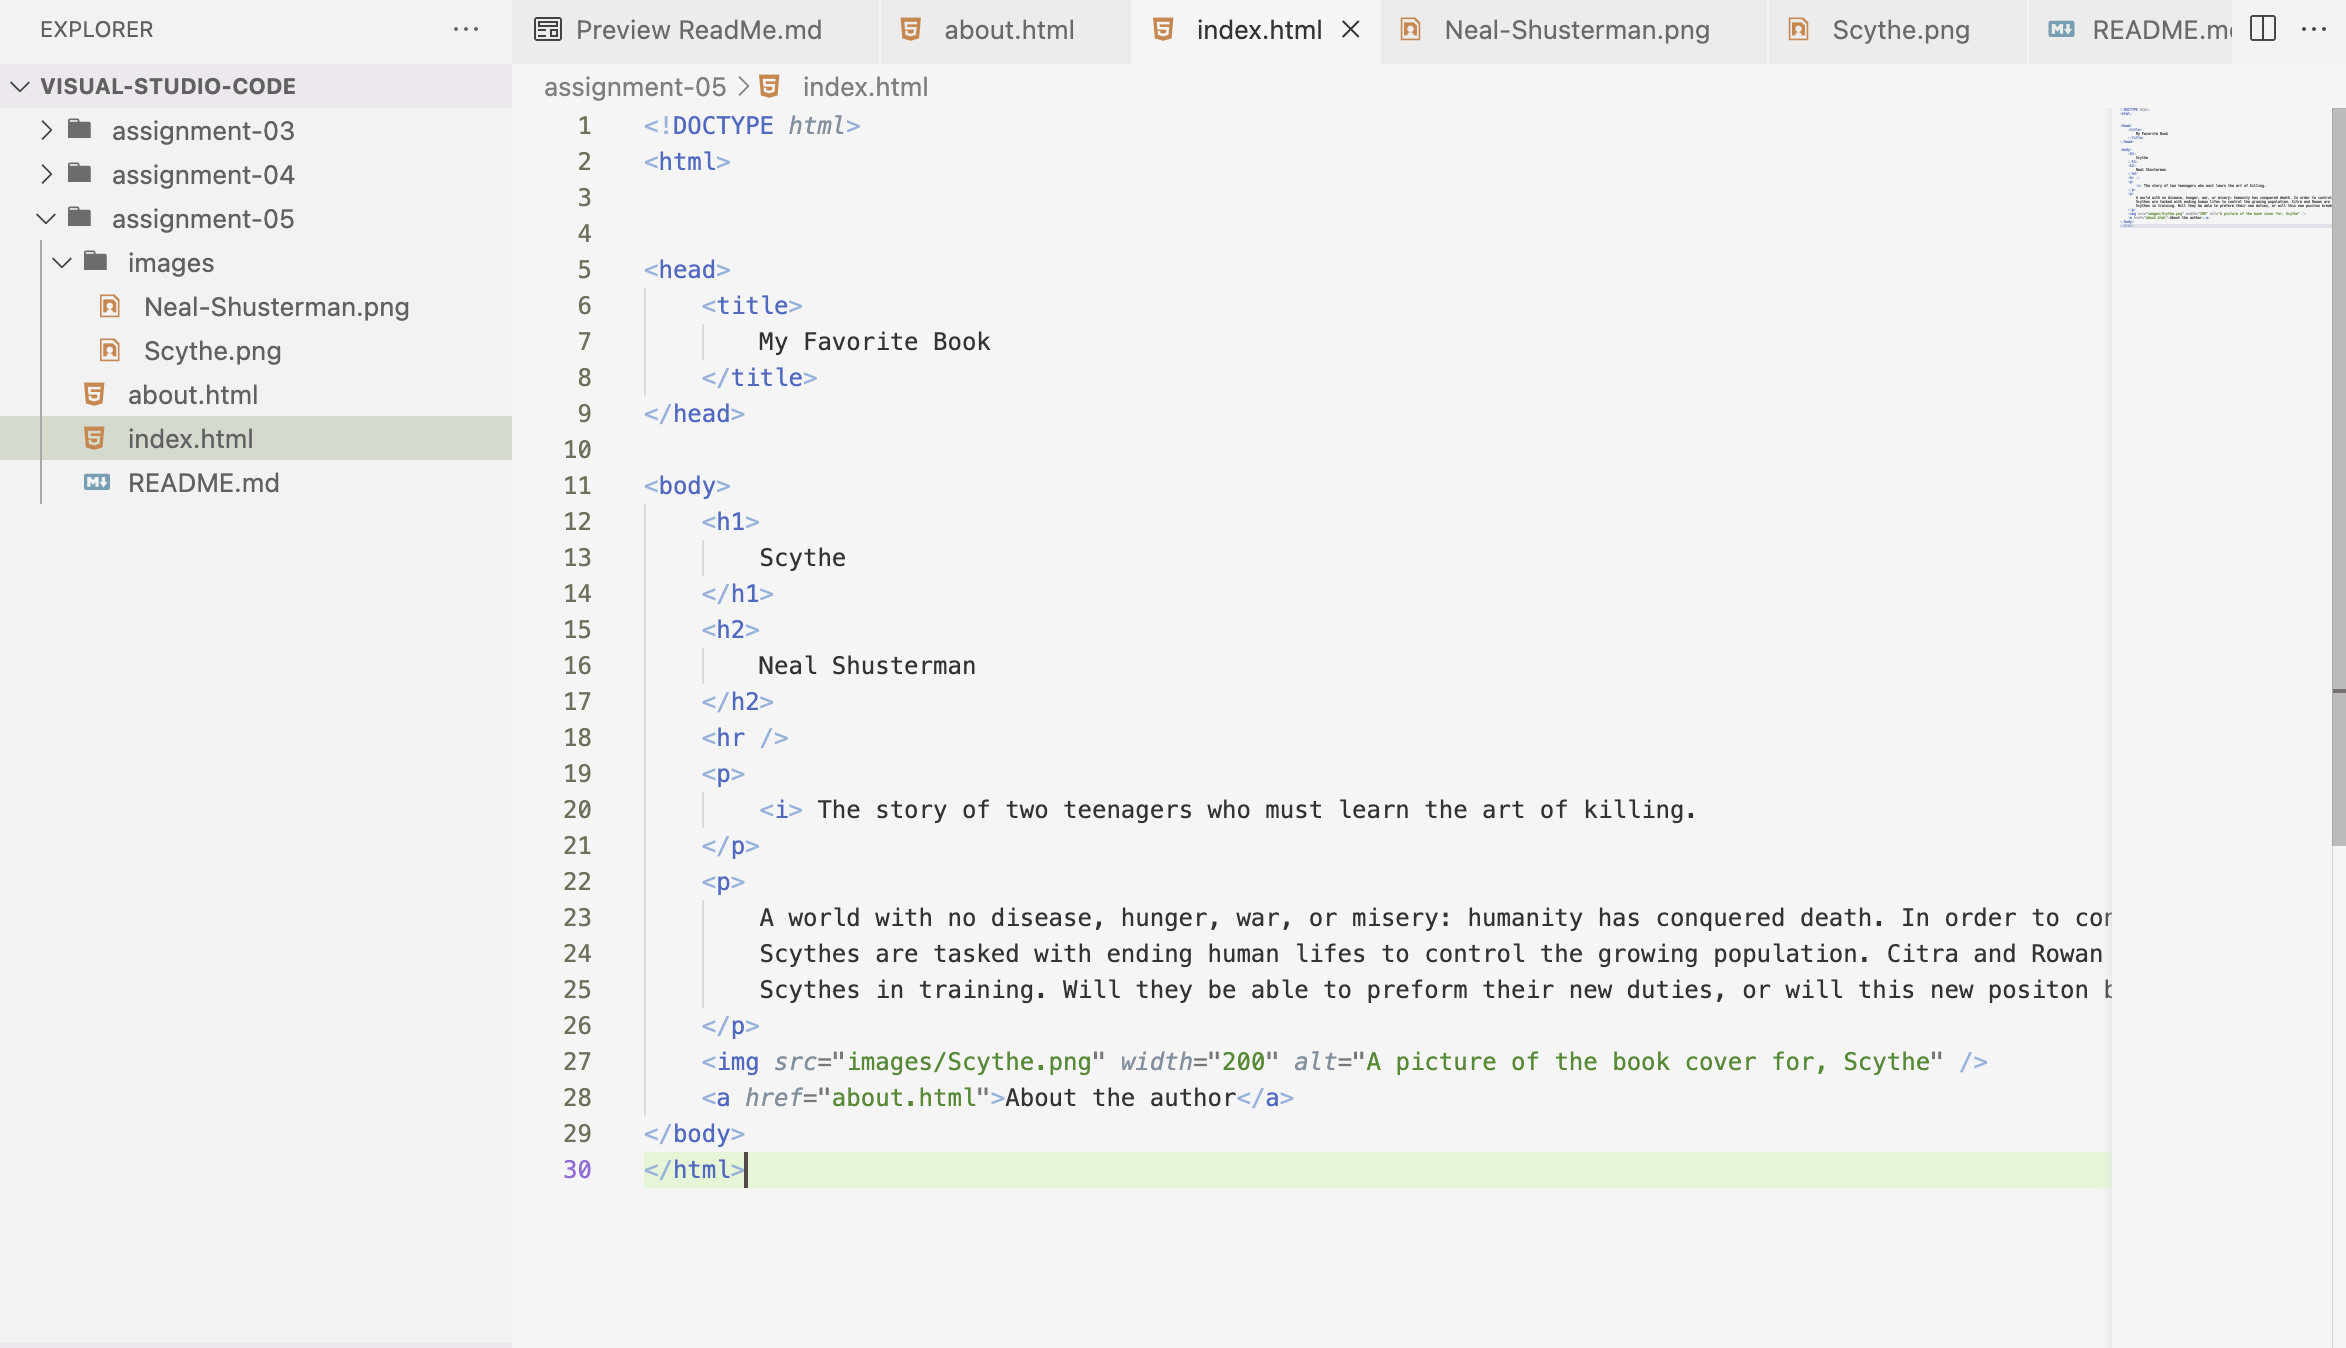 EXPLORER
Preview ReadMe.md
about.html
index.html
Neal-Shusterman.png
Scythe.png
README.m
VISUAL-STUDIO-CODE
assignment-03
assignment-04
assignment-05
images
Neal-Shusterman.png
Scythe.png
about.html
index.html
README.md
assignment-05 > index.html
1 <!DOCTYPE html>
2 <html>
3
4
5 <head>
6 <title>
7 My Favorite Book
8 </title>
9 </head>
10
11 <body>
12 <h1>
13 Scythe
14 </h1>
15 <h2>
16 Neal Shusterman
17 </h2>
18 <hr />
19 <p>
20 <i> The story of two teenagers who must learn the art of killing.
21 </p>
22 <p>
23 A world with no disease, hunger, war, or misery: humanity has conquered death. In order to
24 Scythes are tasked with ending human lifes to control the growing population. Citra and Rowan
25 Scythes in training. Will they be able to preform their new duties, or will this new positon
26 </p>
27 <img src="images/Scythe.png" width="200" alt="A picture of the book cover for, Scythe" />
28 <a href="about.html">About the author</a>
29 </body>
30 </html>